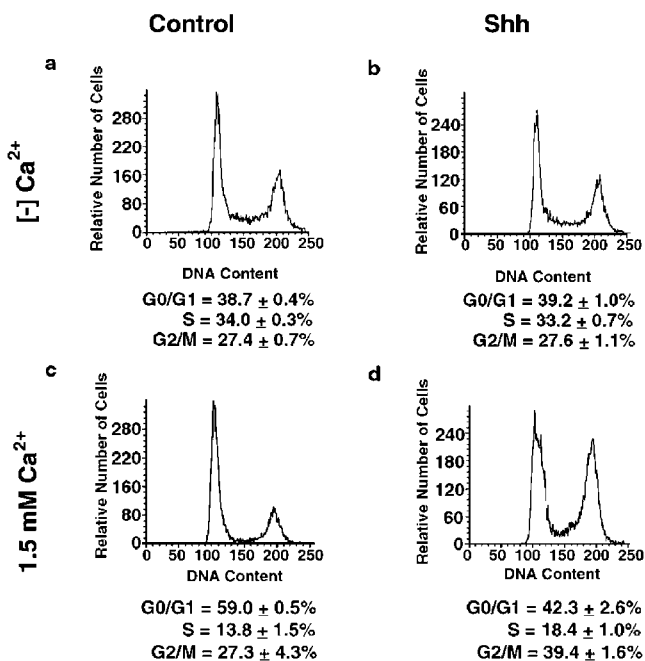 Control
Shh
[-] Ca2+
1.5 mM Ca2+
a
Relative Number of Cells
280
220
160
80
0
0 50 100 150 200 250
DNA Content
G0/G1 = 38.7 ± 0.4%
S = 34.0 ± 0.3%
G2/M = 27.4 ± 0.7%
b
Relative Number of Cells
240
180
120
60
0
0 50 100 150 200 250
DNA Content
G0/G1 = 39.2 ± 1.0%
S = 33.2 ± 0.7%
G2/M = 27.6 ± 1.1%
c
Relative Number of Cells
280
220
160
80
0
0 50 100 150 200 250
DNA Content
G0/G1 = 59.0 ± 0.5%
S = 13.8 ± 1.5%
G2/M = 27.3 ± 4.3%
d
Relative Number of Cells
240
180
120
60
0
0 50 100 150 200 250
DNA Content
G0/G1 = 42.3 ± 2.6%
S = 18.4 ± 1.0%
G2/M = 39.4 ± 1.6%